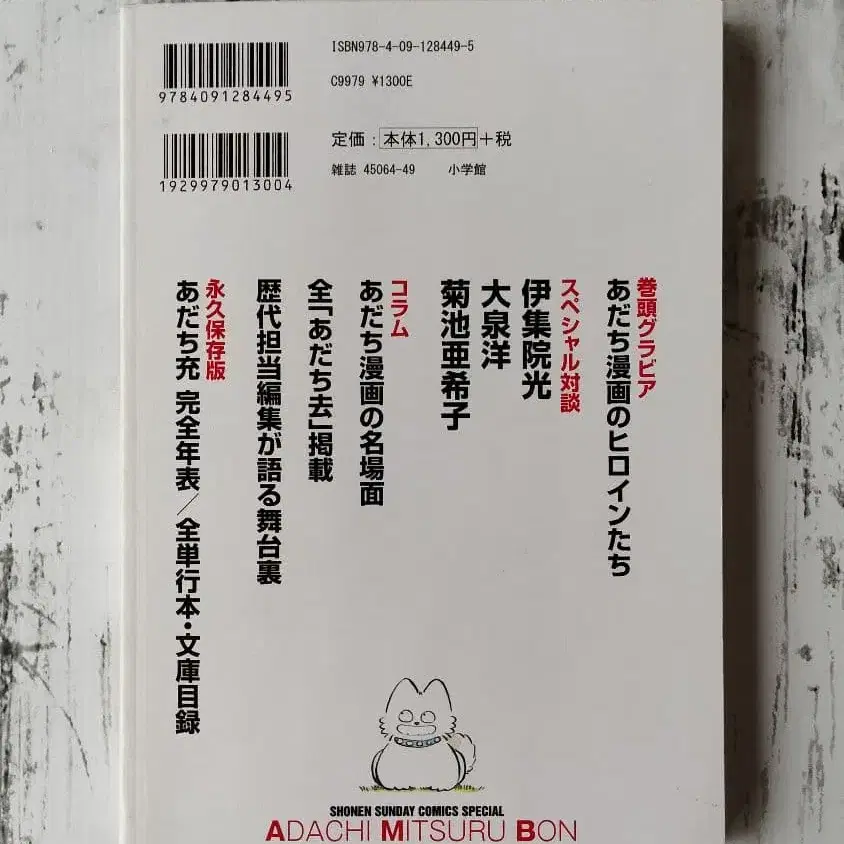 ISBN978-4-09-128449-5
C9979 ¥1300E
9784091284495
定価：本体1,300円＋税
雑誌 45064-49 小学館
1929979013004
巻頭グラビア
あだち漫画のヒロインたち
スペシャル対談
伊集院光
大泉洋
菊池亜希子
コラム
あだち漫画の名場面
全「あだち去」掲載
歴代担当編集が語る舞台裏
永久保存版
あだち充 完全年表／全単行本・文庫目録
SHONEN SUNDAY COMICS SPECIAL
ADACHI MITSURU BON